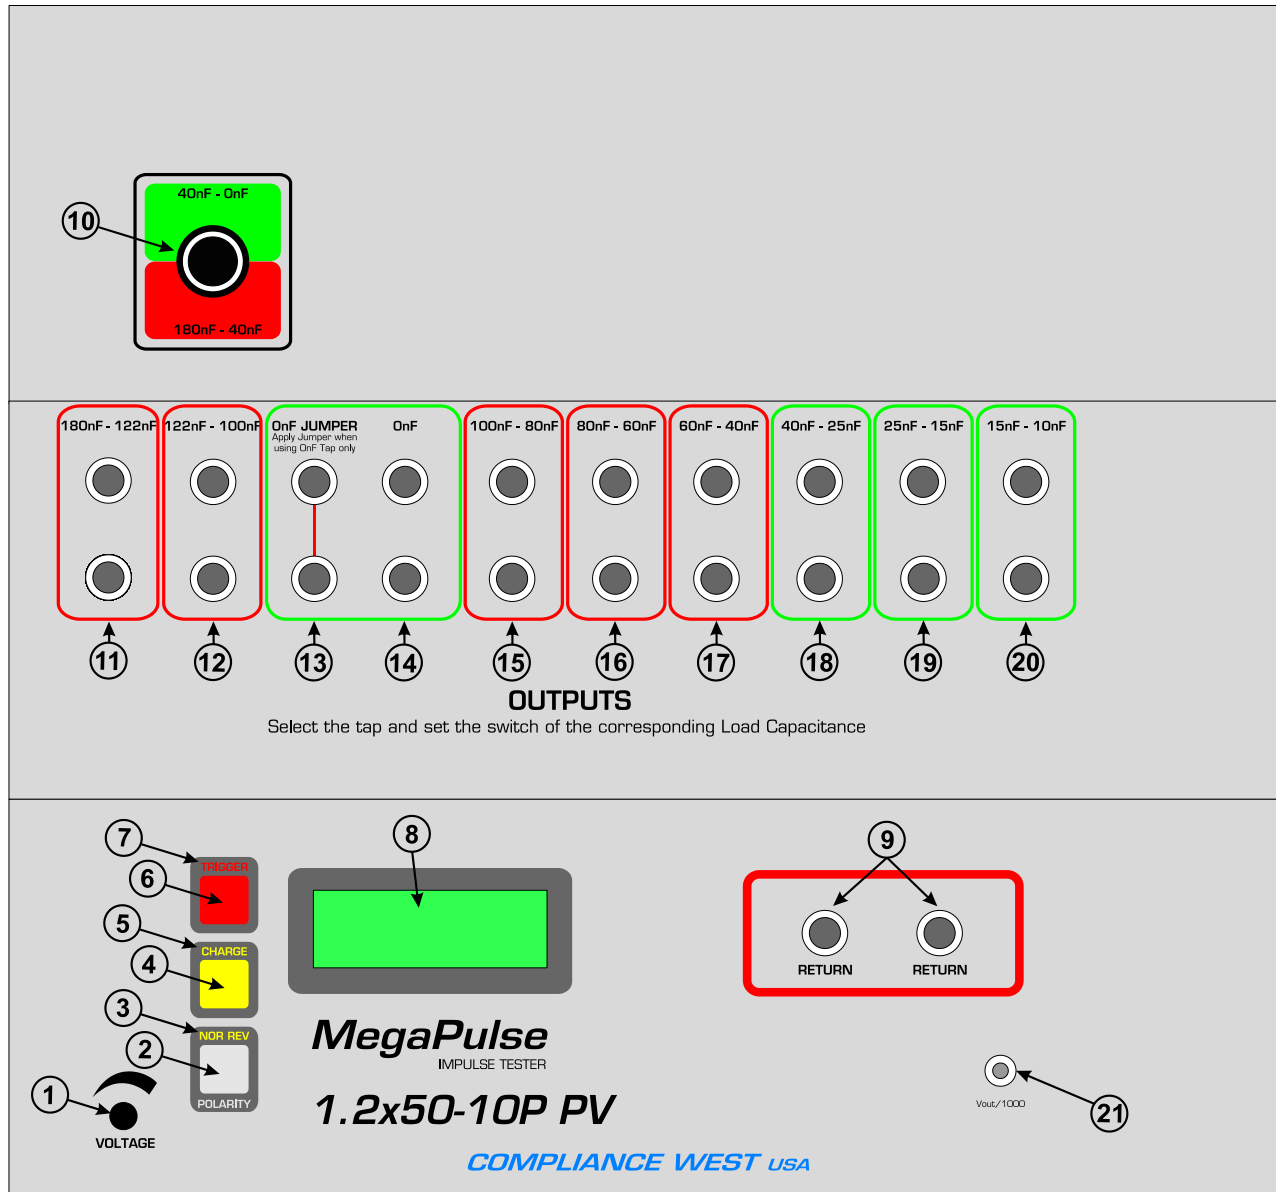 40nF - 0nF
10
180nF - 40nF
180nF - 122nF
122nF - 100nF
0nF JUMPER
Apply Jumper when
using 0nF Tap only
0nF
100nF - 80nF
80nF - 60nF
60nF - 40nF
40nF - 25nF
25nF - 15nF
15nF - 10nF
11
12
13
14
15
16
17
18
19
20
OUTPUTS
Select the tap and set the switch of the corresponding Load Capacitance
7
TRIGGER
6
5
CHARGE
4
3
NOR REV
2
POLARITY
1
VOLTAGE
8
MegaPulse
IMPULSE TESTER
1.2x50-10P PV
COMPLIANCE WEST USA
9
RETURN
RETURN
Vout/1000
21